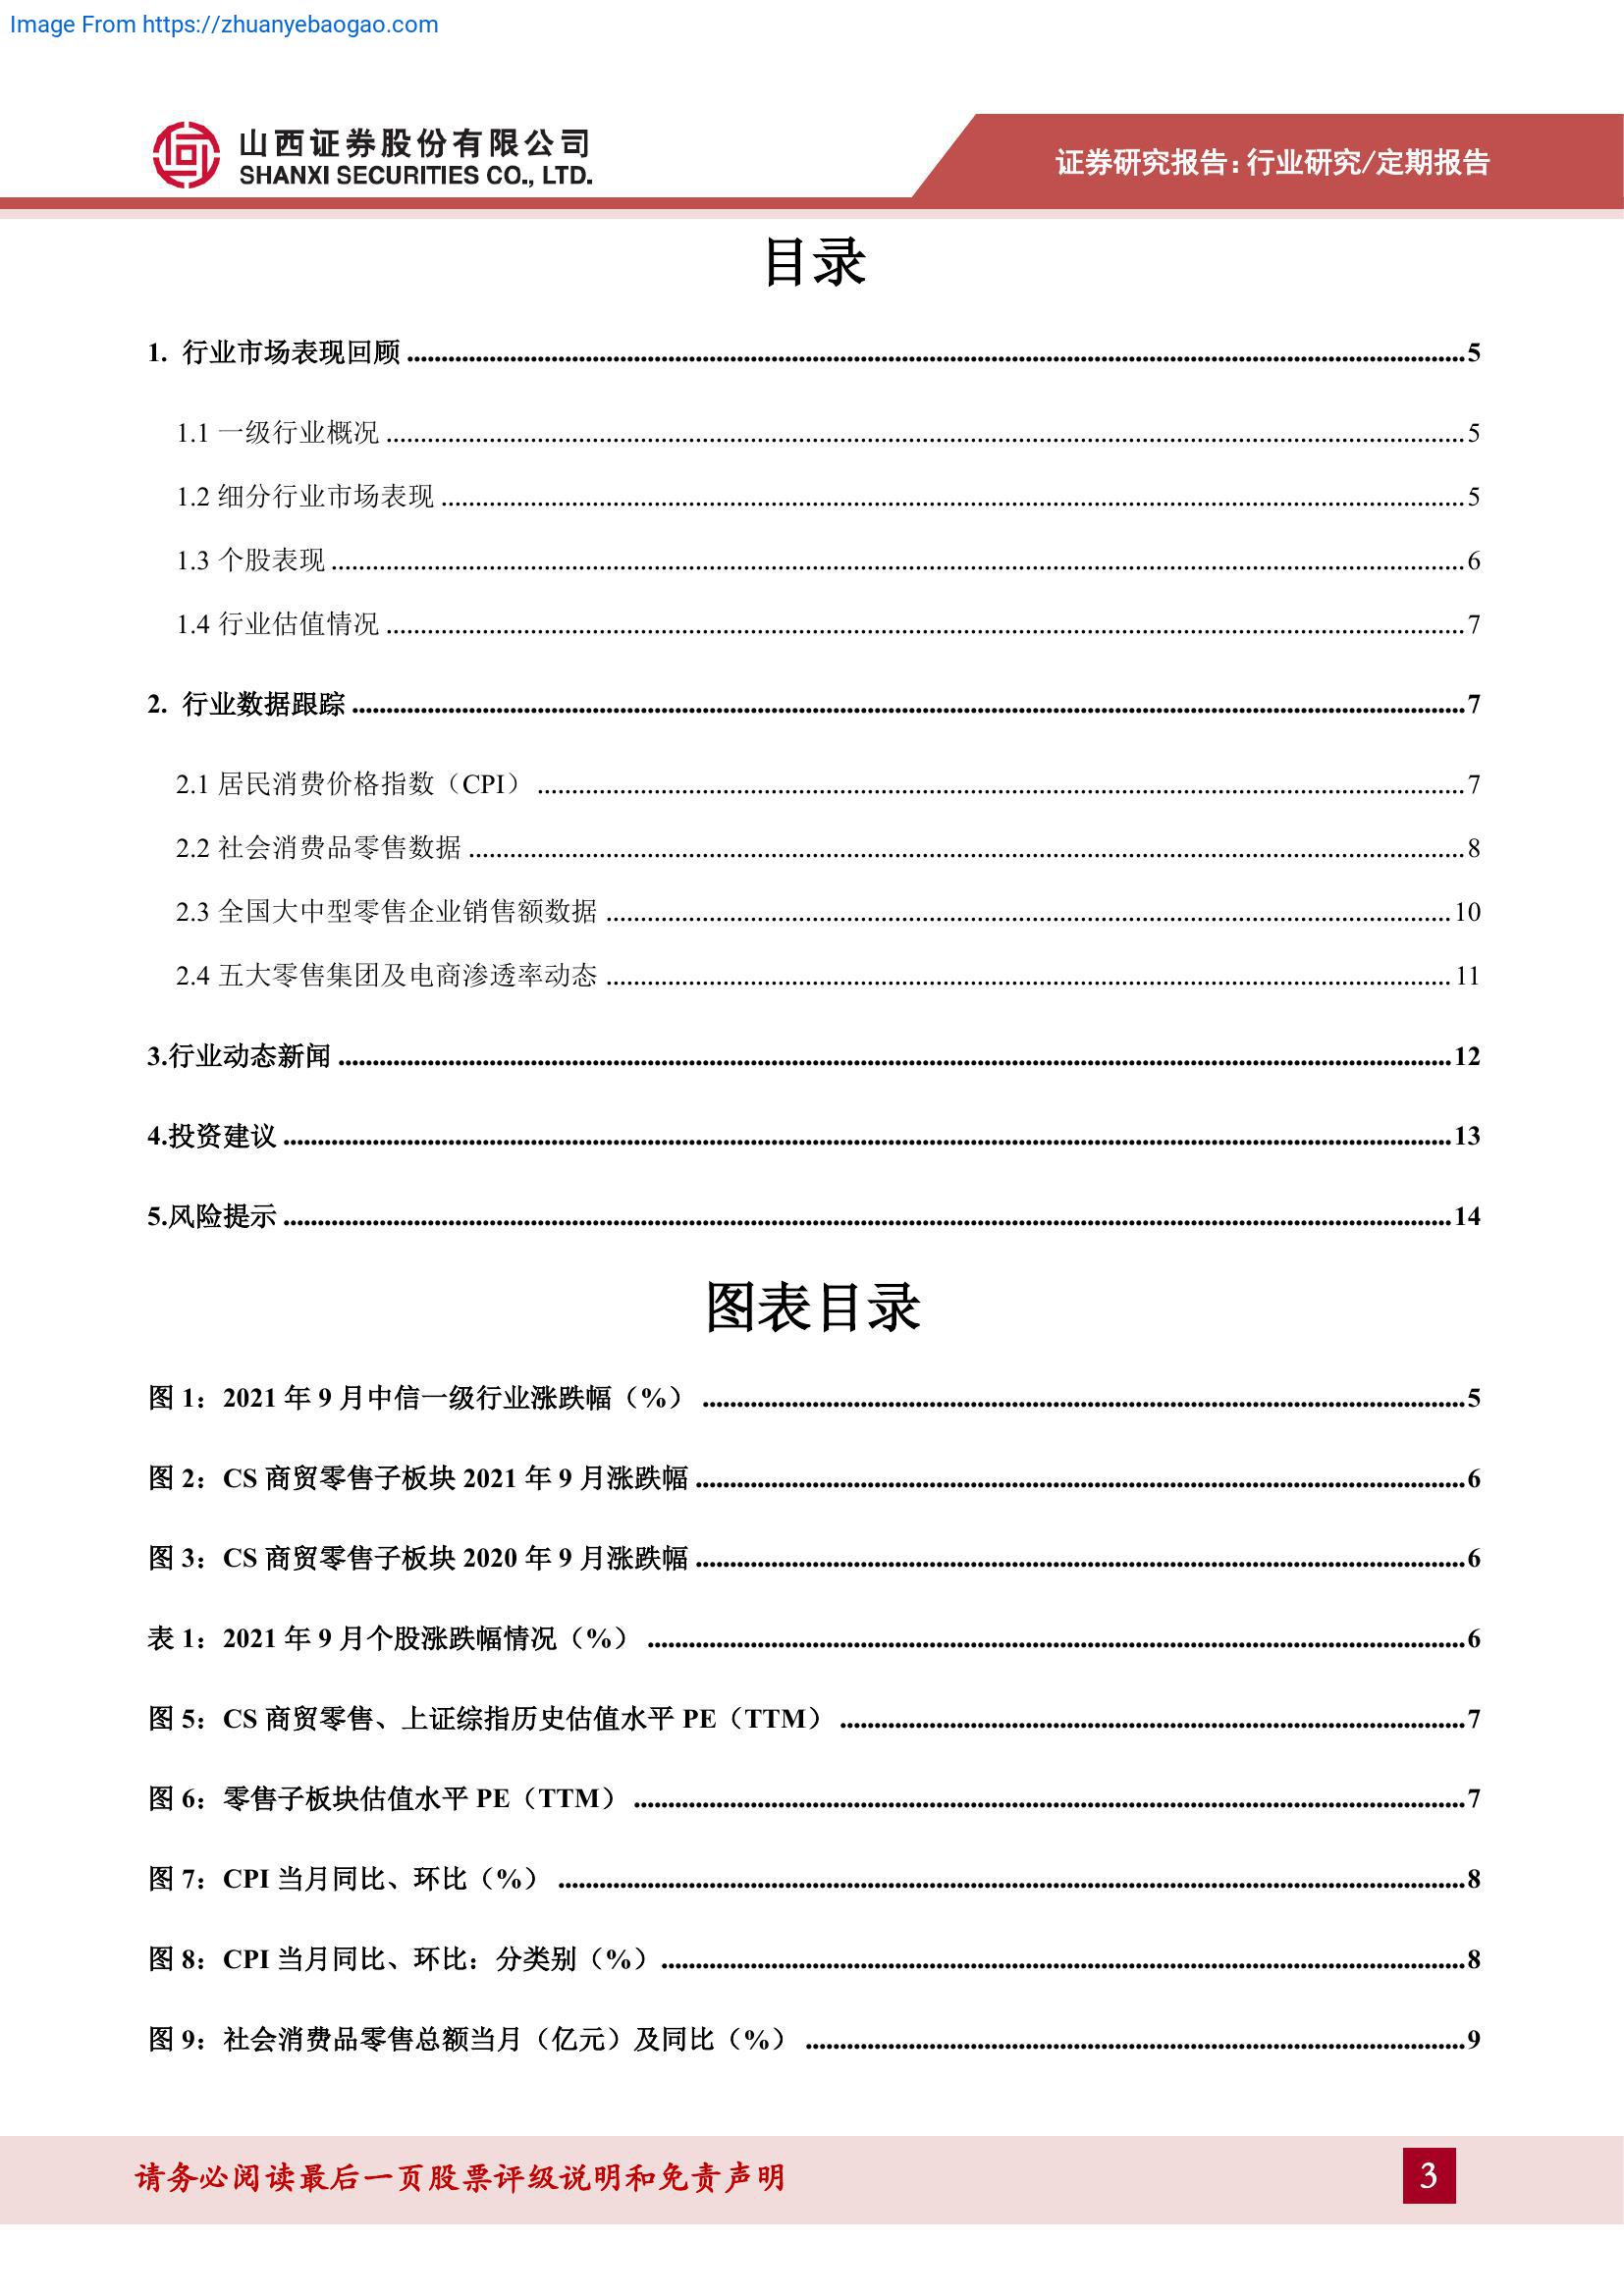 Image From https://zhuanyebaogao.com
山西证券股份有限公司
SHANXI SECURITIES CO., LTD.
证券研究报告：行业研究/定期报告
目录
1. 行业市场表现回顾 5
1.1 一级行业概况 5
1.2 细分行业市场表现 5
1.3 个股表现 6
1.4 行业估值情况 7
2. 行业数据跟踪 7
2.1 居民消费价格指数（CPI） 7
2.2 社会消费品零售数据 8
2.3 全国大中型零售企业销售额数据 10
2.4 五大零售集团及电商渗透率动态 11
3.行业动态新闻 12
4.投资建议 13
5.风险提示 14
图表目录
图 1：2021 年 9 月中信一级行业涨跌幅（%） 5
图 2：CS 商贸零售子板块 2021 年 9 月涨跌幅 6
图 3：CS 商贸零售子板块 2020 年 9 月涨跌幅 6
表 1：2021 年 9 月个股涨跌幅情况（%） 6
图 5：CS 商贸零售、上证综指历史估值水平 PE（TTM） 7
图 6：零售子板块估值水平 PE（TTM） 7
图 7：CPI 当月同比、环比（%） 8
图 8：CPI 当月同比、环比：分类别（%） 8
图 9：社会消费品零售总额当月（亿元）及同比（%） 9
请务必阅读最后一页股票评级说明和免责声明
3